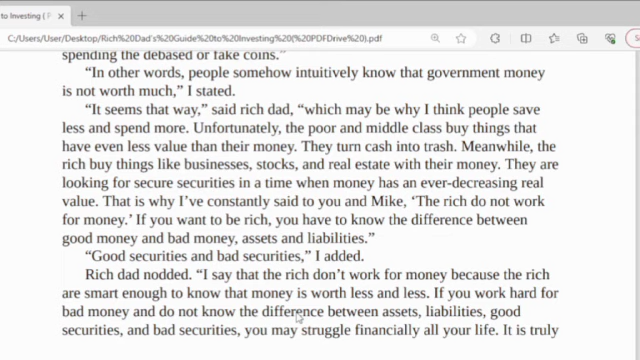 to Investing ( P
C:/Users/User/Desktop/Rich%20Dad's%20Guide%20to%20Investing%20(%20PDFDrive%20).pdf
spending the debased or fake coins.”
“In other words, people somehow intuitively know that government money
is not worth much,” I stated.
“It seems that way,” said rich dad, “which may be why I think people save
less and spend more. Unfortunately, the poor and middle class buy things that
have even less value than their money. They turn cash into trash. Meanwhile, the
rich buy things like businesses, stocks, and real estate with their money. They are
looking for secure securities in a time when money has an ever-decreasing real
value. That is why I’ve constantly said to you and Mike, ‘The rich do not work
for money.’ If you want to be rich, you have to know the difference between
good money and bad money, assets and liabilities.”
“Good securities and bad securities,” I added.
Rich dad nodded. “I say that the rich don’t work for money because the rich
are smart enough to know that money is worth less and less. If you work hard for
bad money and do not know the difference between assets, liabilities, good
securities, and bad securities, you may struggle financially all your life. It is truly